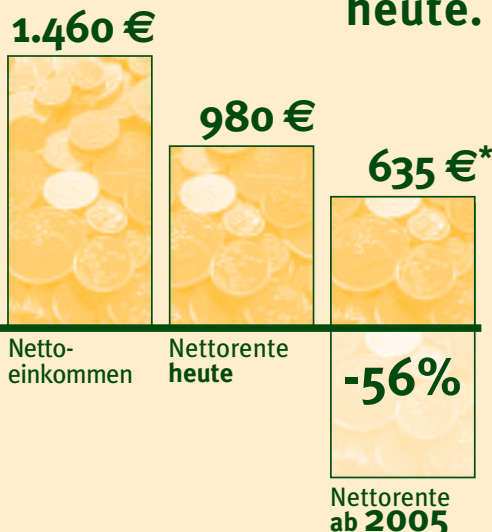 heute.
1.460 €
980 €
635 €*
Netto-
einkommen
Nettorente
heute
-56%
Nettorente
ab 2005